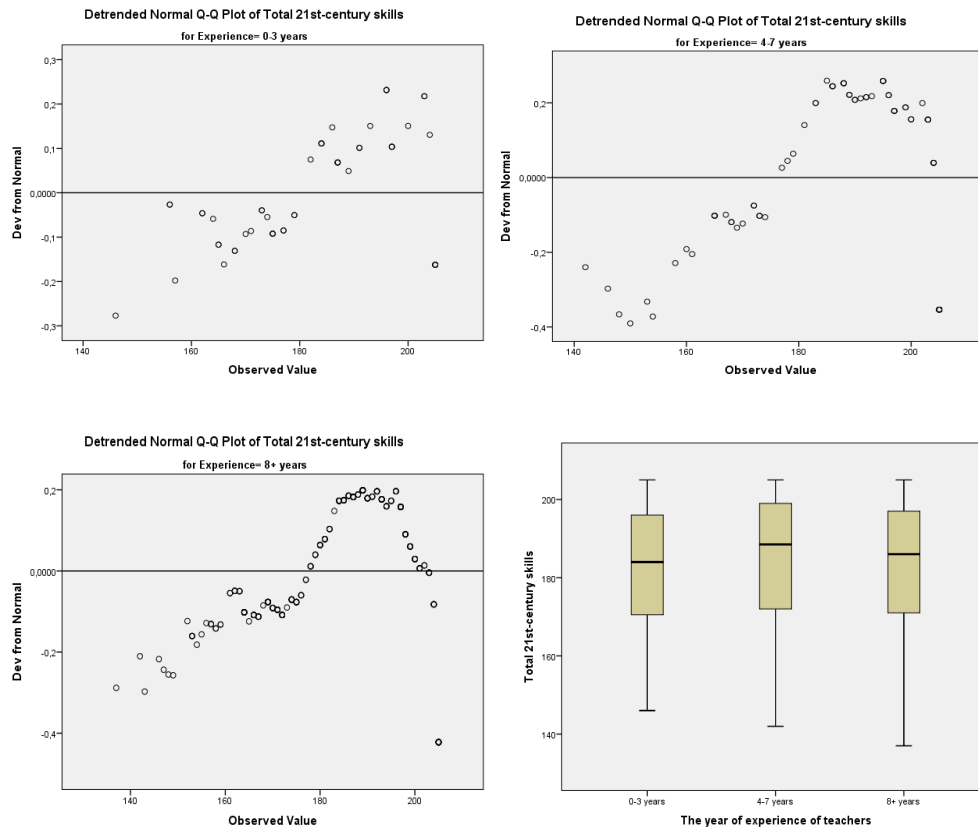 Detrended Normal Q-Q Plot of Total 21st-century skills
for Experience= 0-3 years
0,3
0,2
0,1
0,0000
-0,1
-0,2
-0,3
Dev from Normal
140
160
180
200
Observed Value
Detrended Normal Q-Q Plot of Total 21st-century skills
for Experience= 4-7 years
0,2
0,0000
-0,2
-0,4
Dev from Normal
140
160
180
200
Observed Value
Detrended Normal Q-Q Plot of Total 21st-century skills
for Experience= 8+ years
0,2
0,0000
-0,2
-0,4
Dev from Normal
140
160
180
200
Observed Value
200
180
160
140
Total 21st-century skills
0-3 years
4-7 years
8+ years
The year of experience of teachers